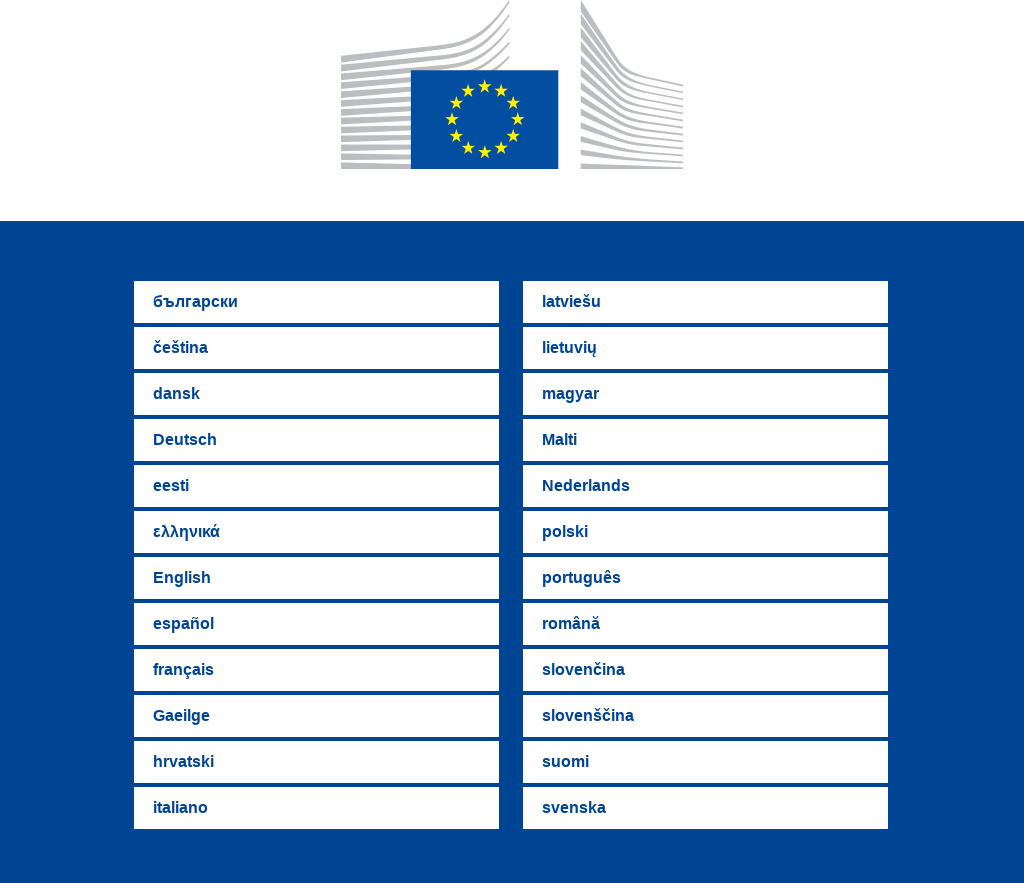 български
čeština
dansk
Deutsch
eesti
ελληνικά
English
español
français
Gaeilge
hrvatski
italiano
latviešu
lietuvių
magyar
Malti
Nederlands
polski
português
română
slovenčina
slovenščina
suomi
svenska